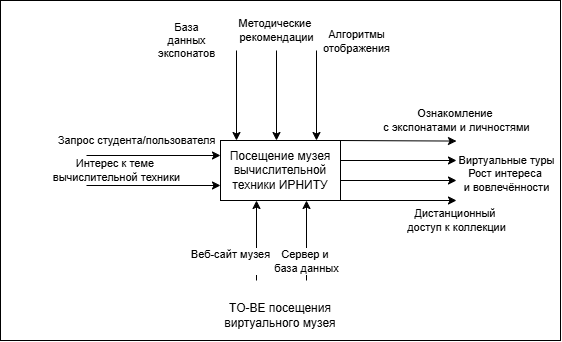 База
данных
экспонатов
Методические
рекомендации
Алгоритмы
отображения
Запрос студента/пользователя
Интерес к теме
вычислительной техники
Посещение музея
вычислительной
техники ИРНИТУ
Ознакомление
с экспонатами и личностями
Виртуальные туры
Рост интереса
и вовлечённости
Дистанционный
доступ к коллекции
Веб-сайт музея
Сервер и
база данных
TO-BE посещения
виртуального музея